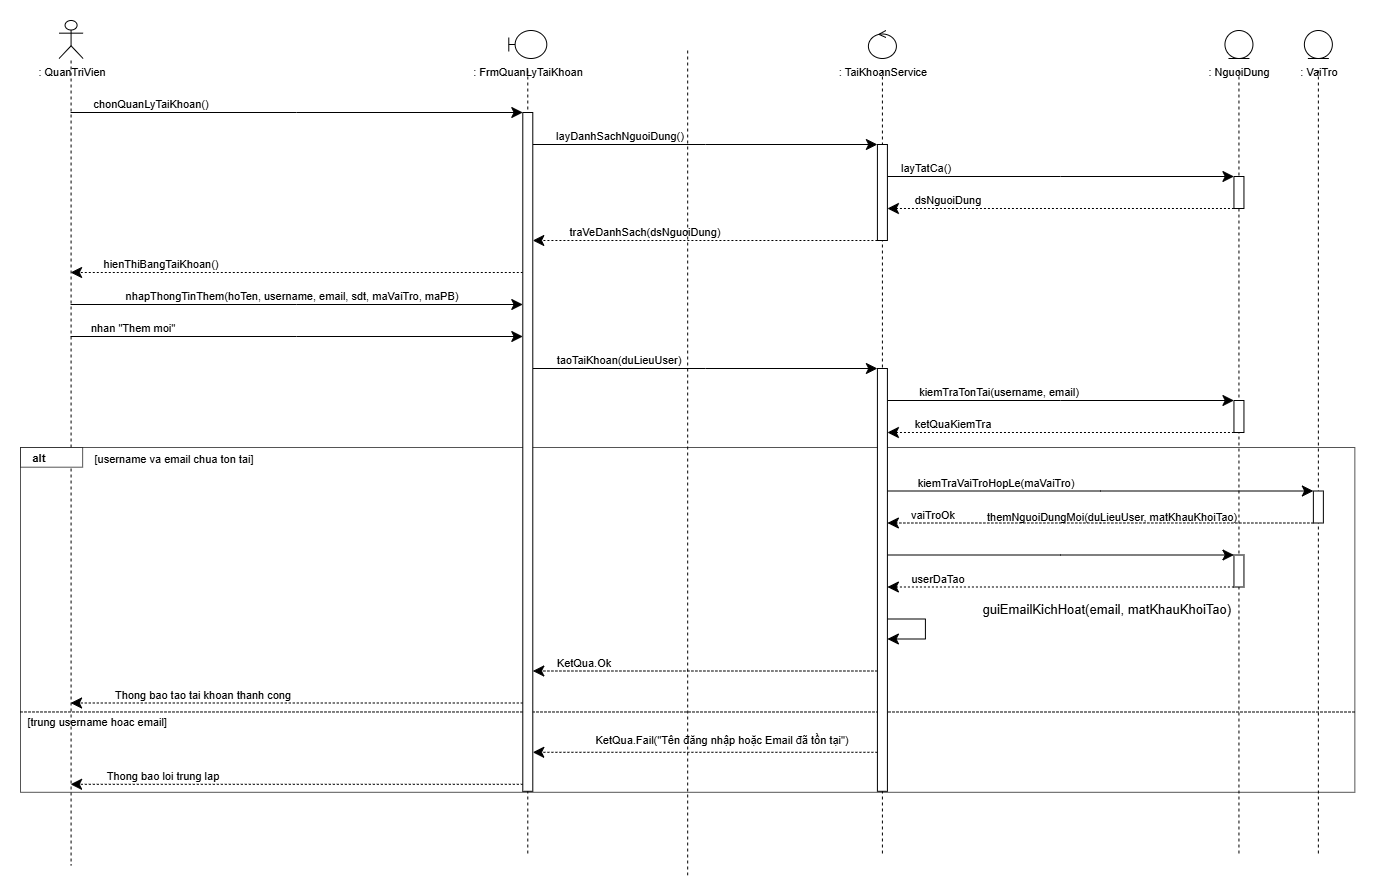 : QuanTriVien
: FrmQuanLyTaiKhoan
: TaiKhoanService
: NguoiDung
: VaiTro
chonQuanLyTaiKhoan()
layDanhSachNguoiDung()
layTatCa()
dsNguoiDung
traVeDanhSach(dsNguoiDung)
hienThiBangTaiKhoan()
nhapThongTinThem(hoTen, username, email, sdt, maVaiTro, maPB)
nhan "Them moi"
taoTaiKhoan(duLieuUser)
kiemTraTonTai(username, email)
ketQuaKiemTra
alt
[username va email chua ton tai]
kiemTraVaiTroHopLe(maVaiTro)
vaiTroOk
themNguoiDungMoi(duLieuUser, matKhauKhoiTao)
userDaTao
guiEmailKichHoat(email, matKhauKhoiTao)
KetQua.Ok
Thong bao tao tai khoan thanh cong
[trung username hoac email]
KetQua.Fail("Tên đăng nhập hoặc Email đã tồn tại")
Thong bao loi trung lap